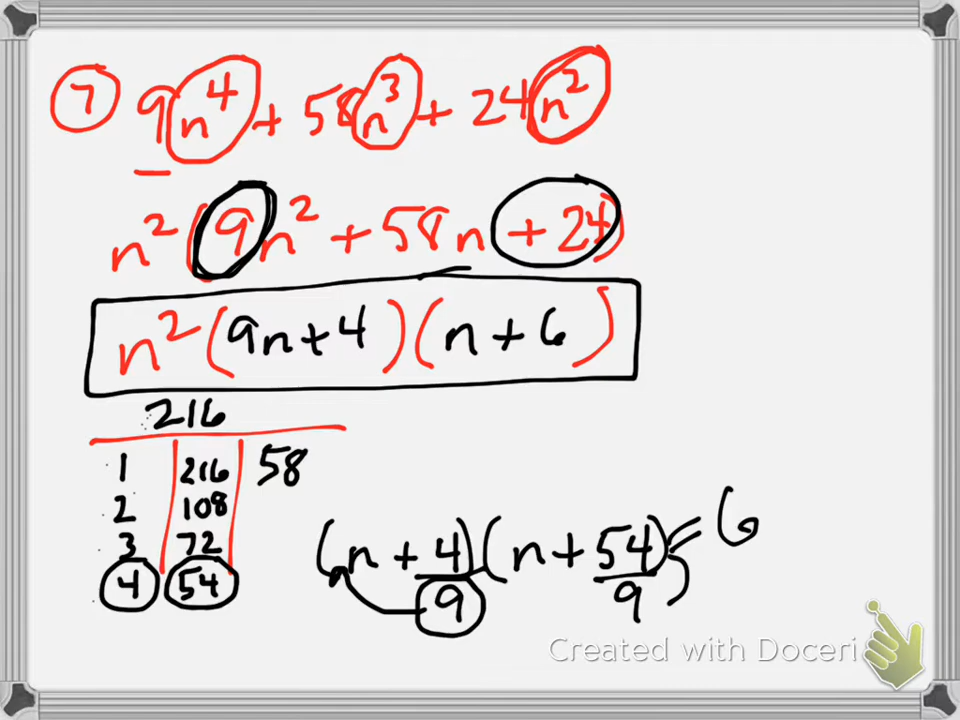 7 9n⁴ + 58n³ + 24n²
n² (9n² + 58n + 24)
n² (9n + 4) (n + 6)
216
1 216 58
2 108
3 72
4 54
(n + 4/9) (n + 54/9) = 6
Created with Doceri